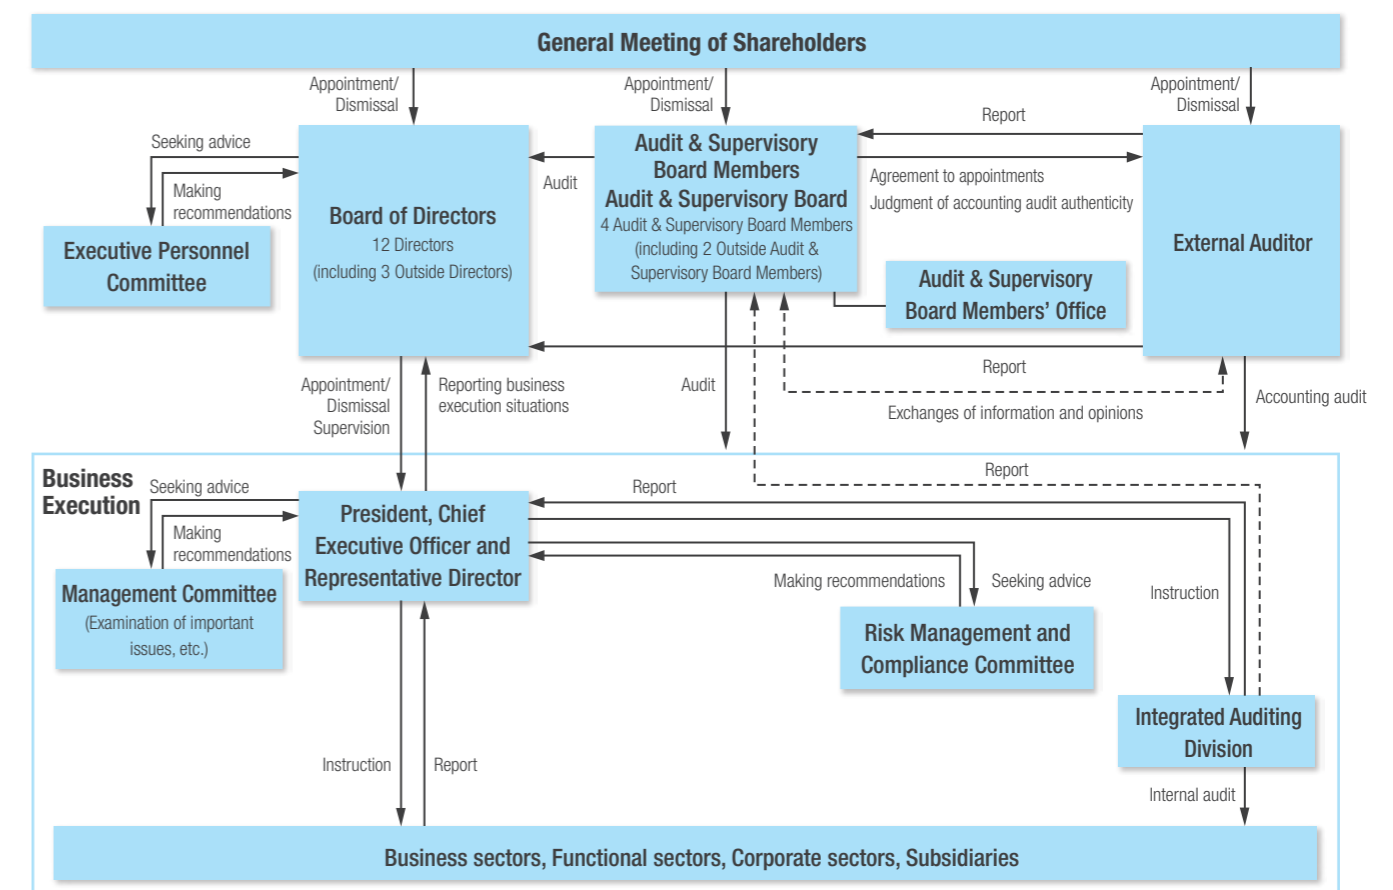 General Meeting of Shareholders
Appointment/
Dismissal
Appointment/
Dismissal
Appointment/
Dismissal
Seeking advice
Making
recommendations
Executive Personnel
Committee
Board of Directors
12 Directors
(including 3 Outside Directors)
Audit
Audit & Supervisory
Board Members
Audit & Supervisory Board
4 Audit & Supervisory Board Members
(including 2 Outside Audit &
Supervisory Board Members)
Report
Agreement to appointments
Judgment of accounting audit authenticity
External Auditor
Audit & Supervisory
Board Members’ Office
Appointment/
Dismissal
Supervision
Reporting business
execution situations
Audit
Report
Exchanges of information and opinions
Accounting audit
Business
Execution
Seeking advice
Making
recommendations
Management Committee
(Examination of important
issues, etc.)
President, Chief
Executive Officer and
Representative Director
Report
Report
Making recommendations
Seeking advice
Risk Management and
Compliance Committee
Instruction
Integrated Auditing
Division
Instruction
Report
Internal audit
Business sectors, Functional sectors, Corporate sectors, Subsidiaries